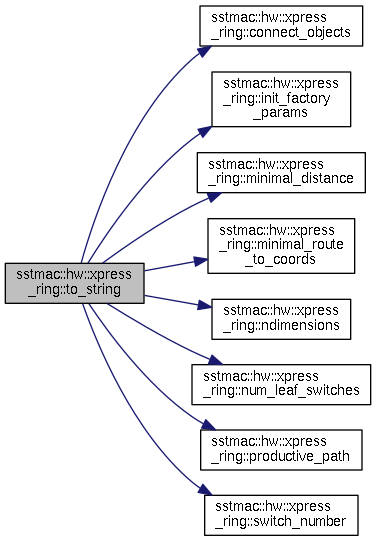 sstmac::hw::xpress
_ring::connect_objects
sstmac::hw::xpress
_ring::init_factory
_params
sstmac::hw::xpress
_ring::minimal_distance
sstmac::hw::xpress
_ring::minimal_route
_to_coords
sstmac::hw::xpress
_ring::to_string
sstmac::hw::xpress
_ring::ndimensions
sstmac::hw::xpress
_ring::num_leaf_switches
sstmac::hw::xpress
_ring::productive_path
sstmac::hw::xpress
_ring::switch_number